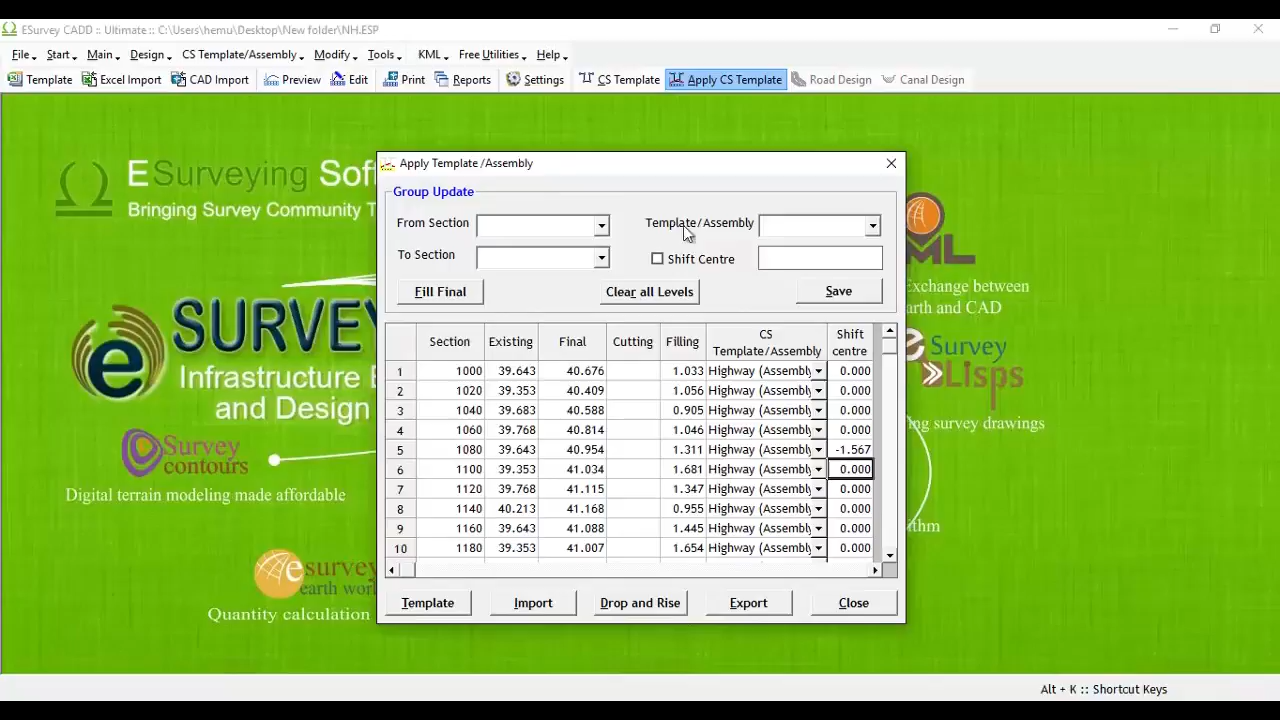 ESurvey CADD :: Ultimate :: C:\Users\hemu\Desktop\New folder\NH.ESP
File Start Main Design CS Template/Assembly Modify Tools KML Free Utilities Help
Template Excel Import CAD Import Preview Edit Print Reports Settings CS Template Apply CS Template Road Design Canal Design
ESurveying Soft
Bringing Survey Community T
SURVEY
Infrastructure
and Design
Survey
contours
Digital terrain modeling made affordable
esurvey
earth wor
Quantity calculation
Apply Template /Assembly
Group Update
From Section Template/Assembly
To Section Shift Centre
Fill Final Clear all Levels Save
Section Existing Final Cutting Filling CS Template/Assembly Shift centre
1 1000 39.643 40.676 1.033 Highway (Assembly 0.000
2 1020 39.353 40.409 1.056 Highway (Assembly 0.000
3 1040 39.683 40.588 0.905 Highway (Assembly 0.000
4 1060 39.768 40.814 1.046 Highway (Assembly 0.000
5 1080 39.643 40.954 1.311 Highway (Assembly -1.567
6 1100 39.353 41.034 1.681 Highway (Assembly 0.000
7 1120 39.768 41.115 1.347 Highway (Assembly 0.000
8 1140 40.213 41.168 0.955 Highway (Assembly 0.000
9 1160 39.643 41.088 1.445 Highway (Assembly 0.000
10 1180 39.353 41.007 1.654 Highway (Assembly 0.000
Template Import Drop and Rise Export Close
ML
Exchange between
arth and CAD
Survey
Lisps
ing survey drawings
thm
Alt + K :: Shortcut Keys